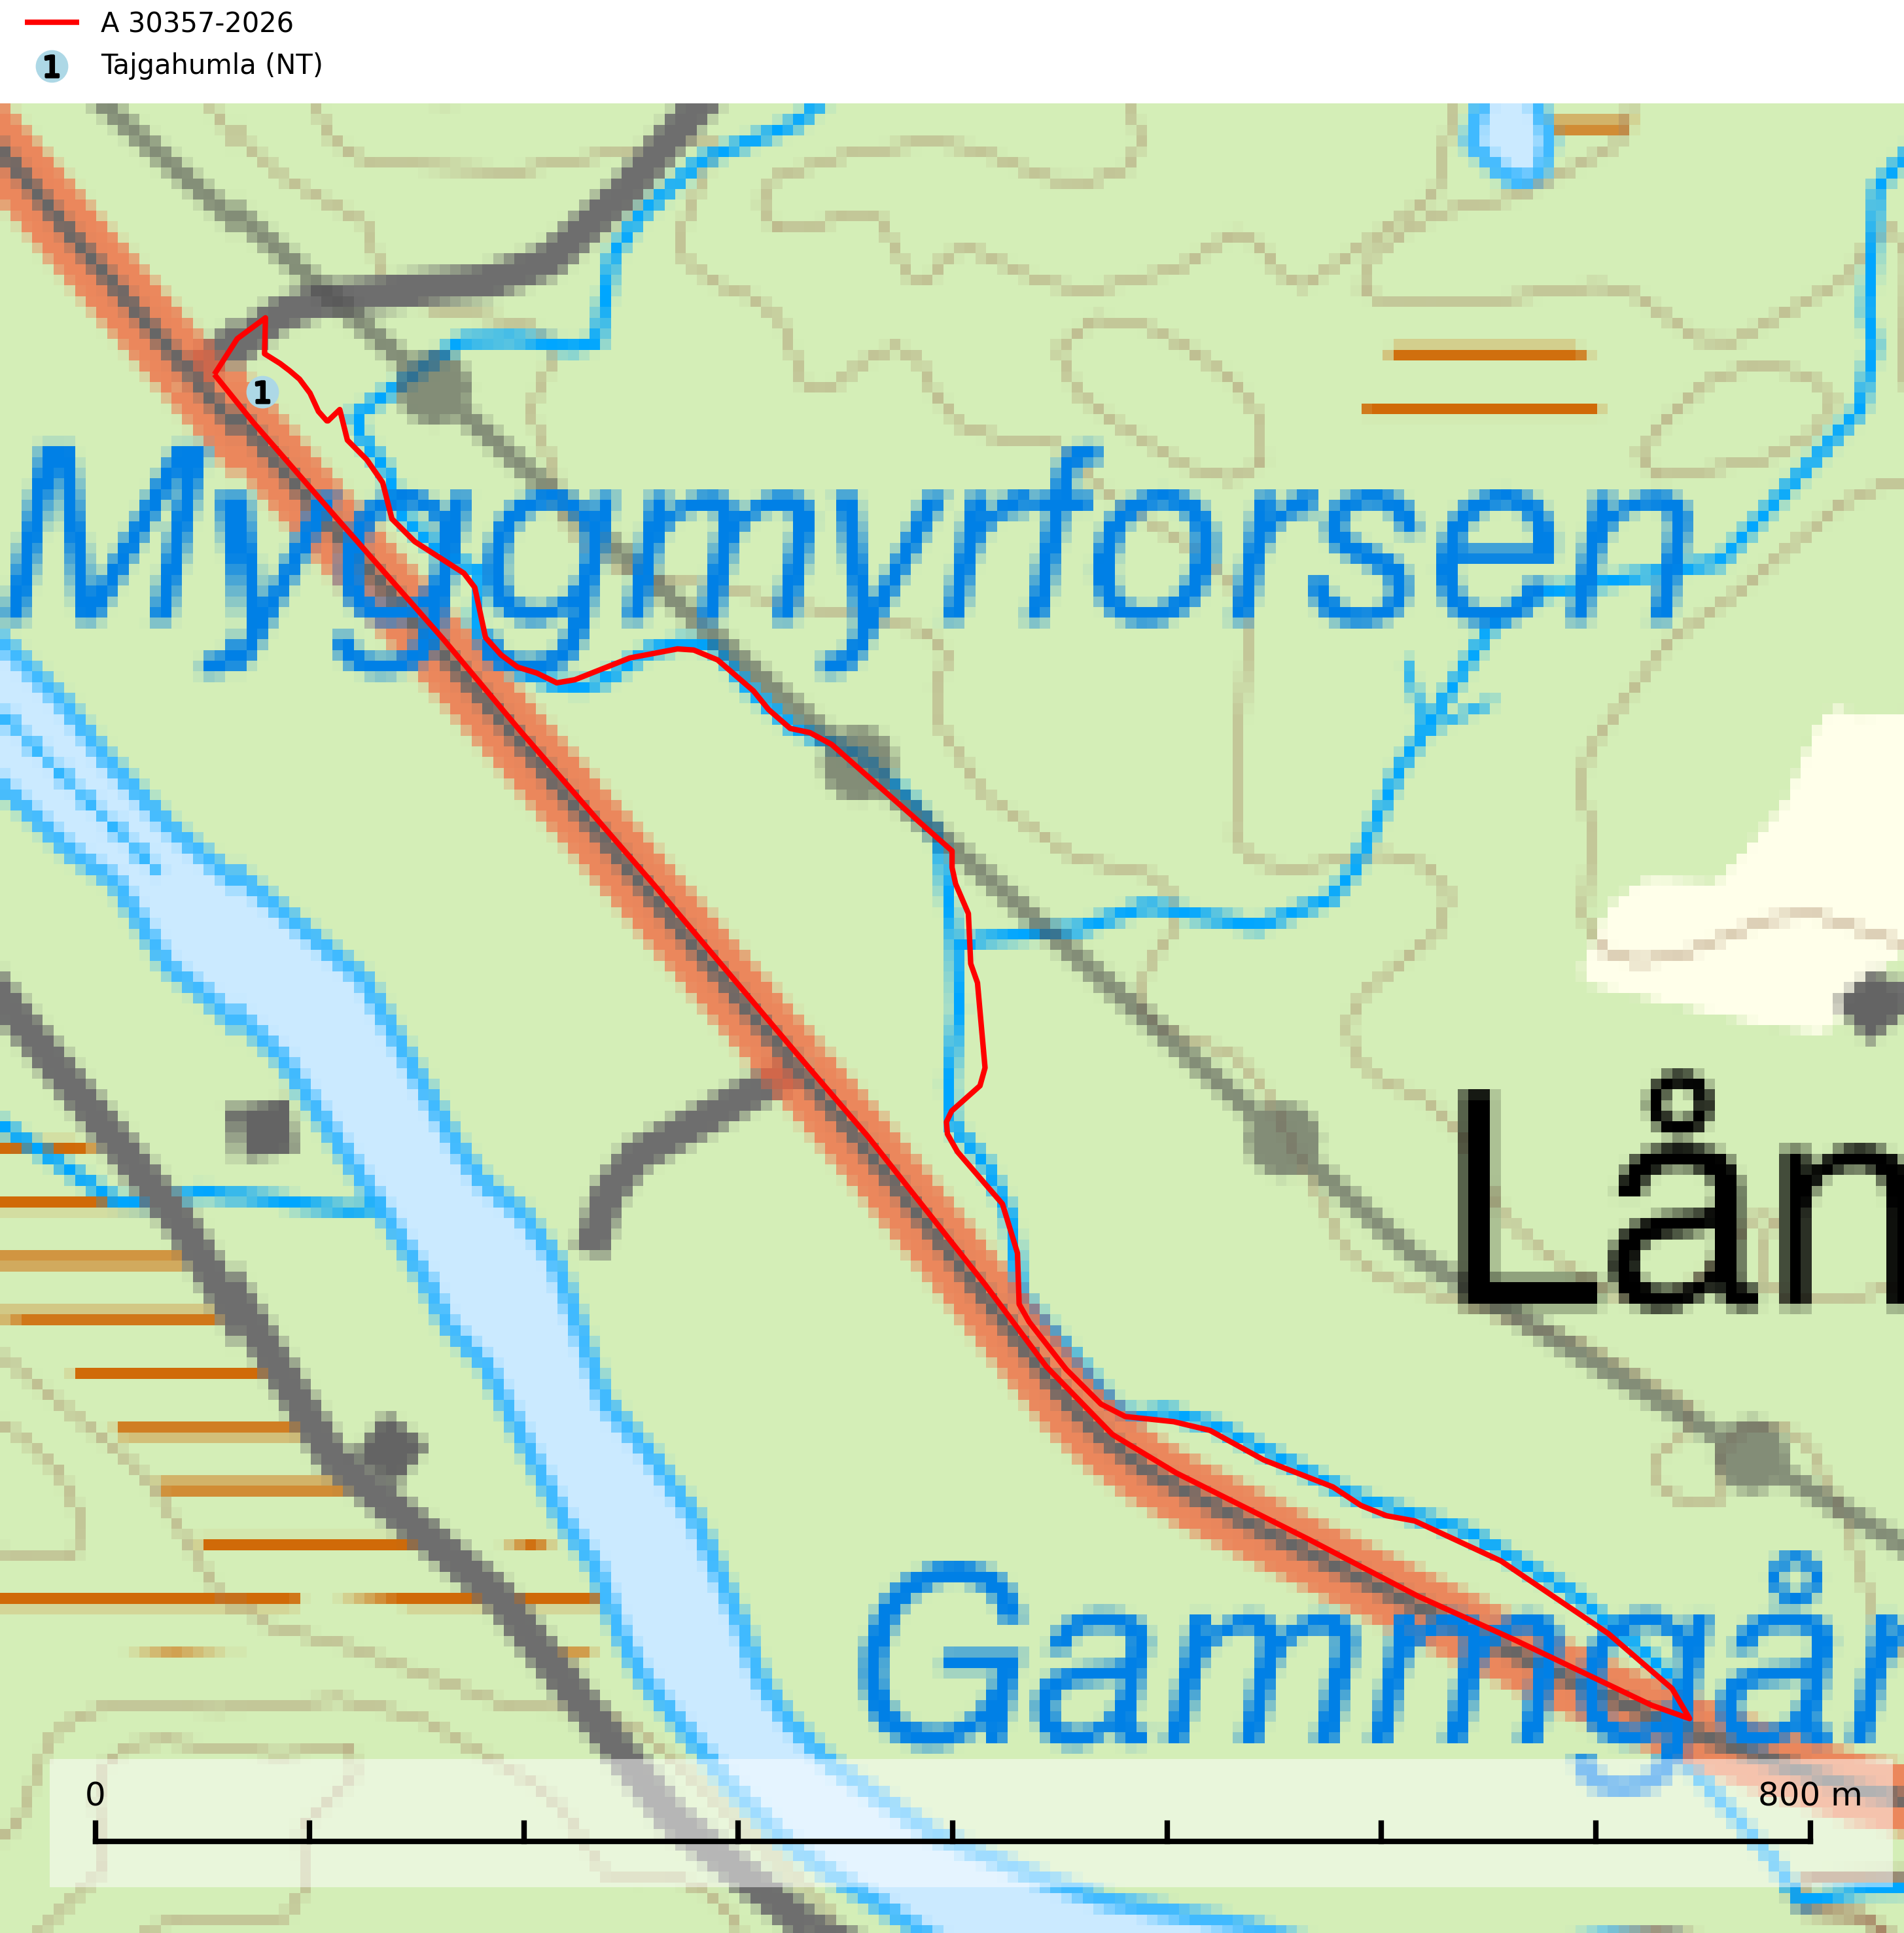 A 30357-2026
1 Tajgahumla (NT)
1
Myggmyrforsen
Lån
Gammgår
0 800 m